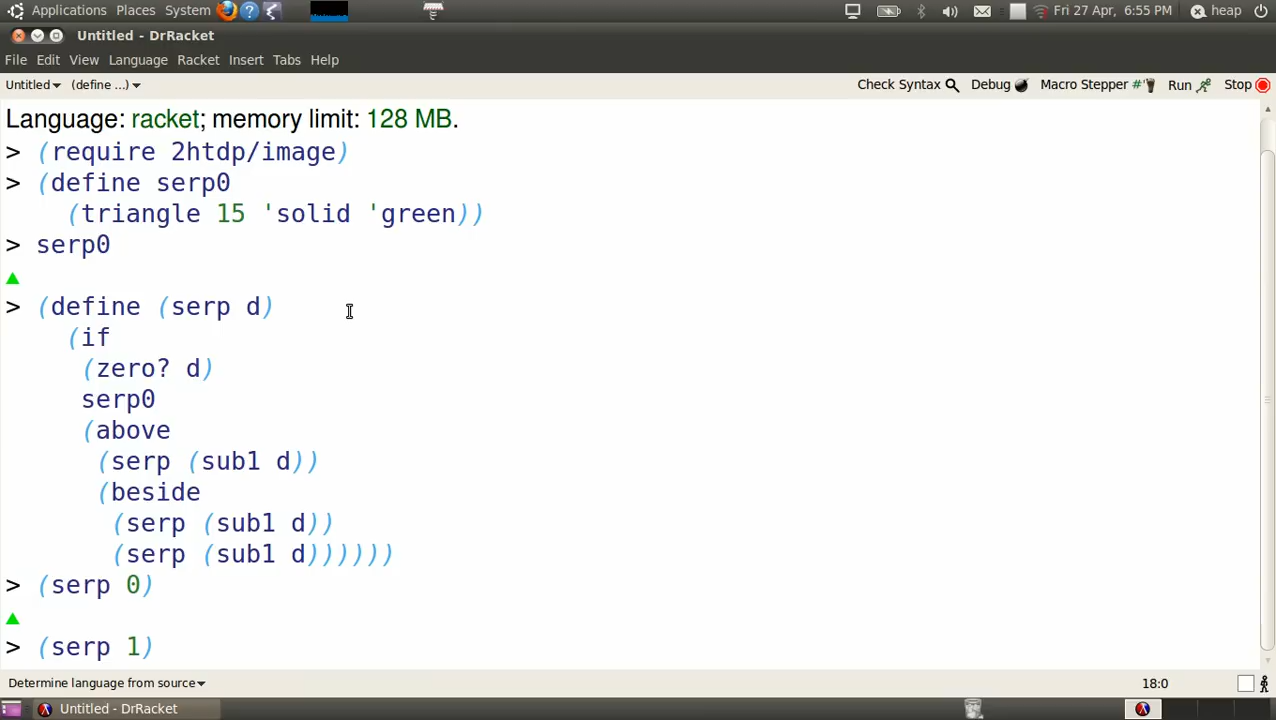 Applications Places System Fri 27 Apr, 6:55 PM heap
Untitled - DrRacket
File Edit View Language Racket Insert Tabs Help
Untitled (define ...) Check Syntax Debug Macro Stepper #' Run Stop
Language: racket; memory limit: 128 MB.
> (require 2htdp/image)
> (define serp0
(triangle 15 'solid 'green))
> serp0
> (define (serp d)
(if
(zero? d)
serp0
(above
(serp (sub1 d))
(beside
(serp (sub1 d))
(serp (sub1 d))))))
> (serp 0)
> (serp 1)
Determine language from source 18:0
Untitled - DrRacket